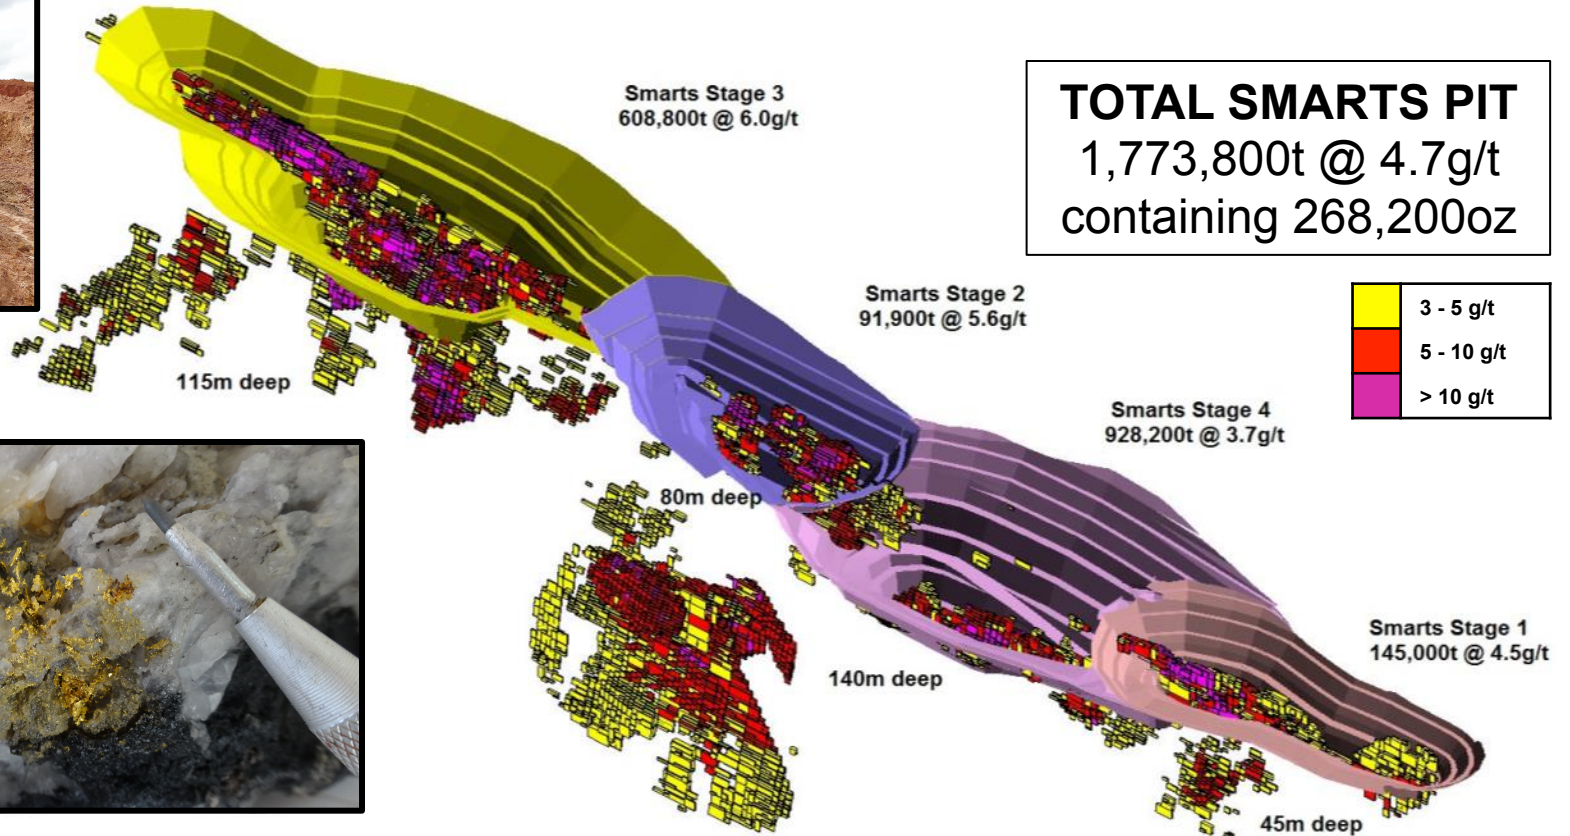 Smarts Stage 3
608,800t @ 6.0g/t
TOTAL SMARTS PIT
1,773,800t @ 4.7g/t
containing 268,200oz
Smarts Stage 2
91,900t @ 5.6g/t
3 - 5 g/t
5 - 10 g/t
> 10 g/t
115m deep
Smarts Stage 4
928,200t @ 3.7g/t
80m deep
Smarts Stage 1
145,000t @ 4.5g/t
140m deep
45m deep